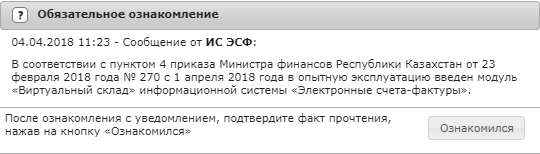 ? Обязательное ознакомление
04.04.2018 11:23 - Сообщение от ИС ЭСФ:
В соответствии с пунктом 4 приказа Министра финансов Республики Казахстан от 23
февраля 2018 года № 270 с 1 апреля 2018 года в опытную эксплуатацию введен модуль
«Виртуальный склад» информационной системы «Электронные счета-фактуры».
После ознакомления с уведомлением, подтвердите факт прочтения,
нажав на кнопку «Ознакомился»
Ознакомился